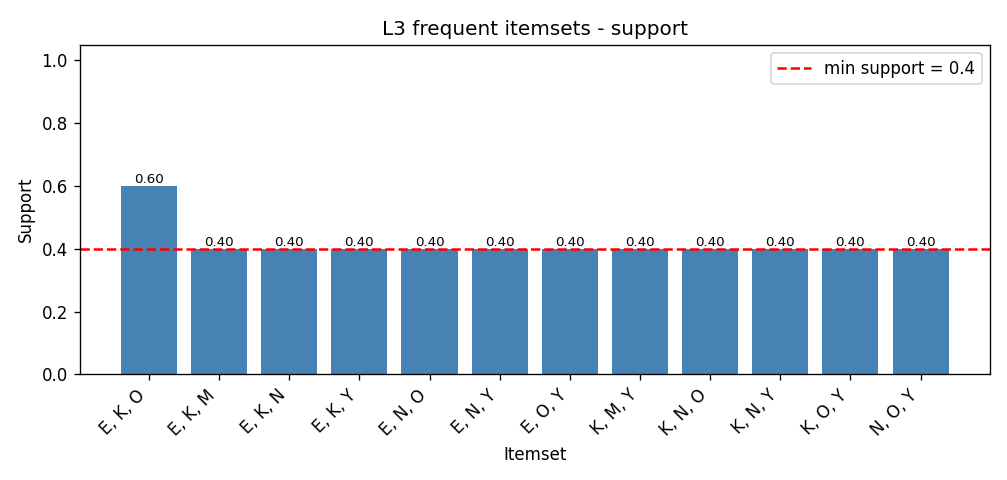 L3 frequent itemsets - support
min support = 0.4
Support
1.0
0.8
0.6
0.4
0.2
0.0
0.60
0.40
0.40
0.40
0.40
0.40
0.40
0.40
0.40
0.40
0.40
0.40
E, K, O
E, K, M
E, K, N
E, K, Y
E, N, O
E, N, Y
E, O, Y
K, M, Y
K, N, O
K, N, Y
K, O, Y
N, O, Y
Itemset